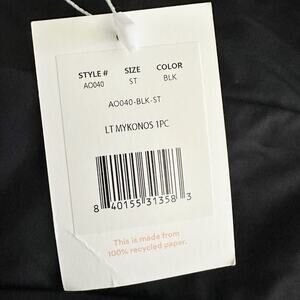 STYLE # SIZE COLOR
AO040 ST BLK
AO040-BLK-ST
LT MYKONOS 1PC
8 40155 31358 3
This is made from
100% recycled paper.